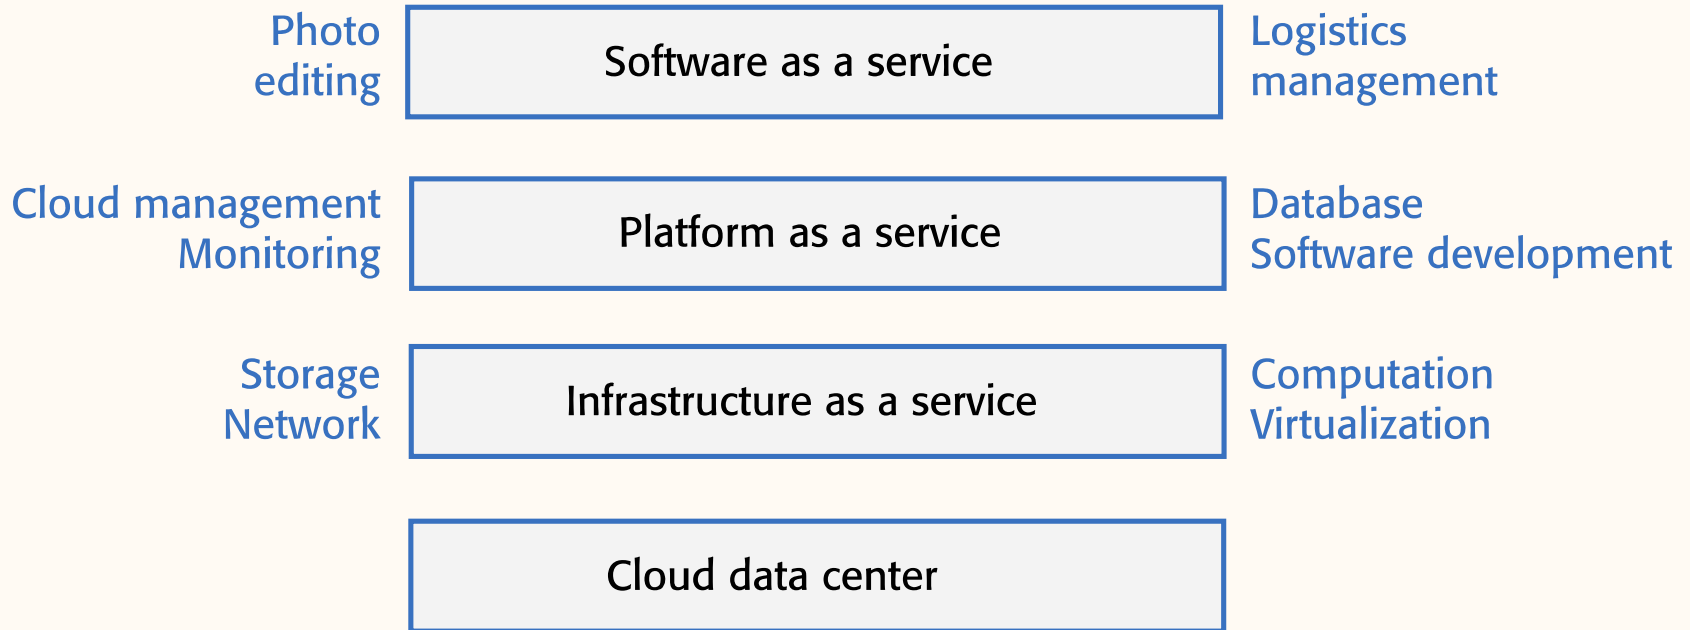 Photo
editing
Software as a service
Logistics
management
Cloud management
Monitoring
Platform as a service
Database
Software development
Storage
Network
Infrastructure as a service
Computation
Virtualization
Cloud data center